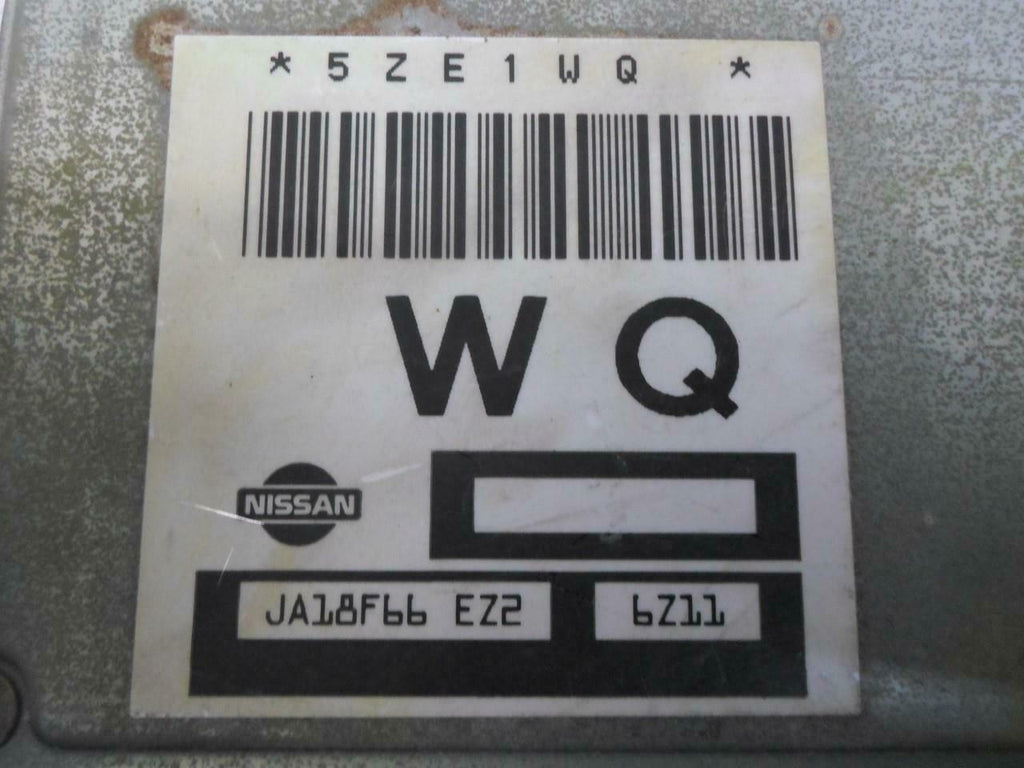 *5ZE1WQ *
WQ
NISSAN
JA18F66 EZ2 6Z11